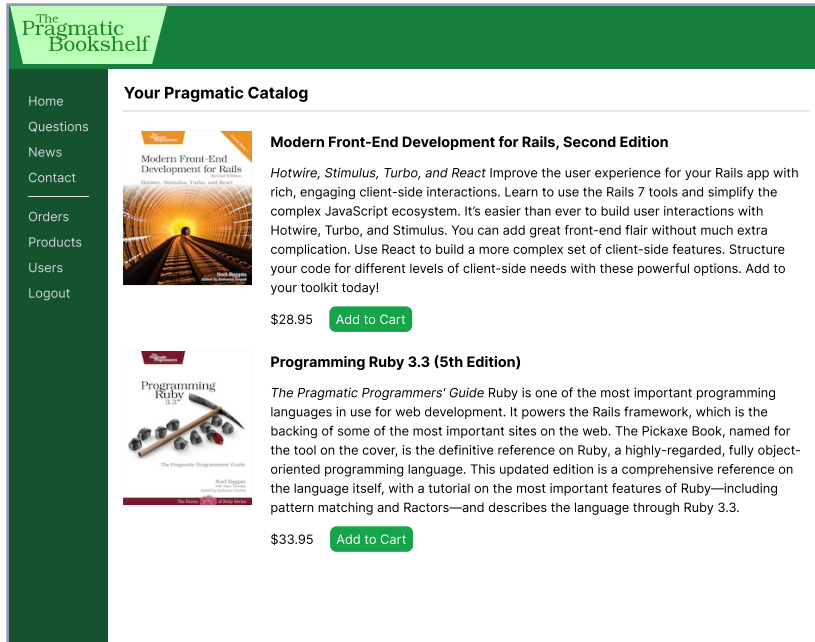 The
Pragmatic
Bookshelf
Home
Questions
News
Contact
Orders
Products
Users
Logout
Your Pragmatic Catalog
Modern Front-End
Development for Rails
Second Edition
Hotwire, Stimulus, Turbo, and React
Noel Rappin
Modern Front-End Development for Rails, Second Edition
Hotwire, Stimulus, Turbo, and React Improve the user experience for your Rails app with
rich, engaging client-side interactions. Learn to use the Rails 7 tools and simplify the
complex JavaScript ecosystem. It’s easier than ever to build user interactions with
Hotwire, Turbo, and Stimulus. You can add great front-end flair without much extra
complication. Use React to build a more complex set of client-side features. Structure
your code for different levels of client-side needs with these powerful options. Add to
your toolkit today!
$28.95 Add to Cart
Programming
Ruby
3.3
The Pragmatic Programmers' Guide
Noel Rappin
The Facets of Ruby Series
Programming Ruby 3.3 (5th Edition)
The Pragmatic Programmers' Guide Ruby is one of the most important programming
languages in use for web development. It powers the Rails framework, which is the
backing of some of the most important sites on the web. The Pickaxe Book, named for
the tool on the cover, is the definitive reference on Ruby, a highly-regarded, fully object-
oriented programming language. This updated edition is a comprehensive reference on
the language itself, with a tutorial on the most important features of Ruby—including
pattern matching and Ractors—and describes the language through Ruby 3.3.
$33.95 Add to Cart